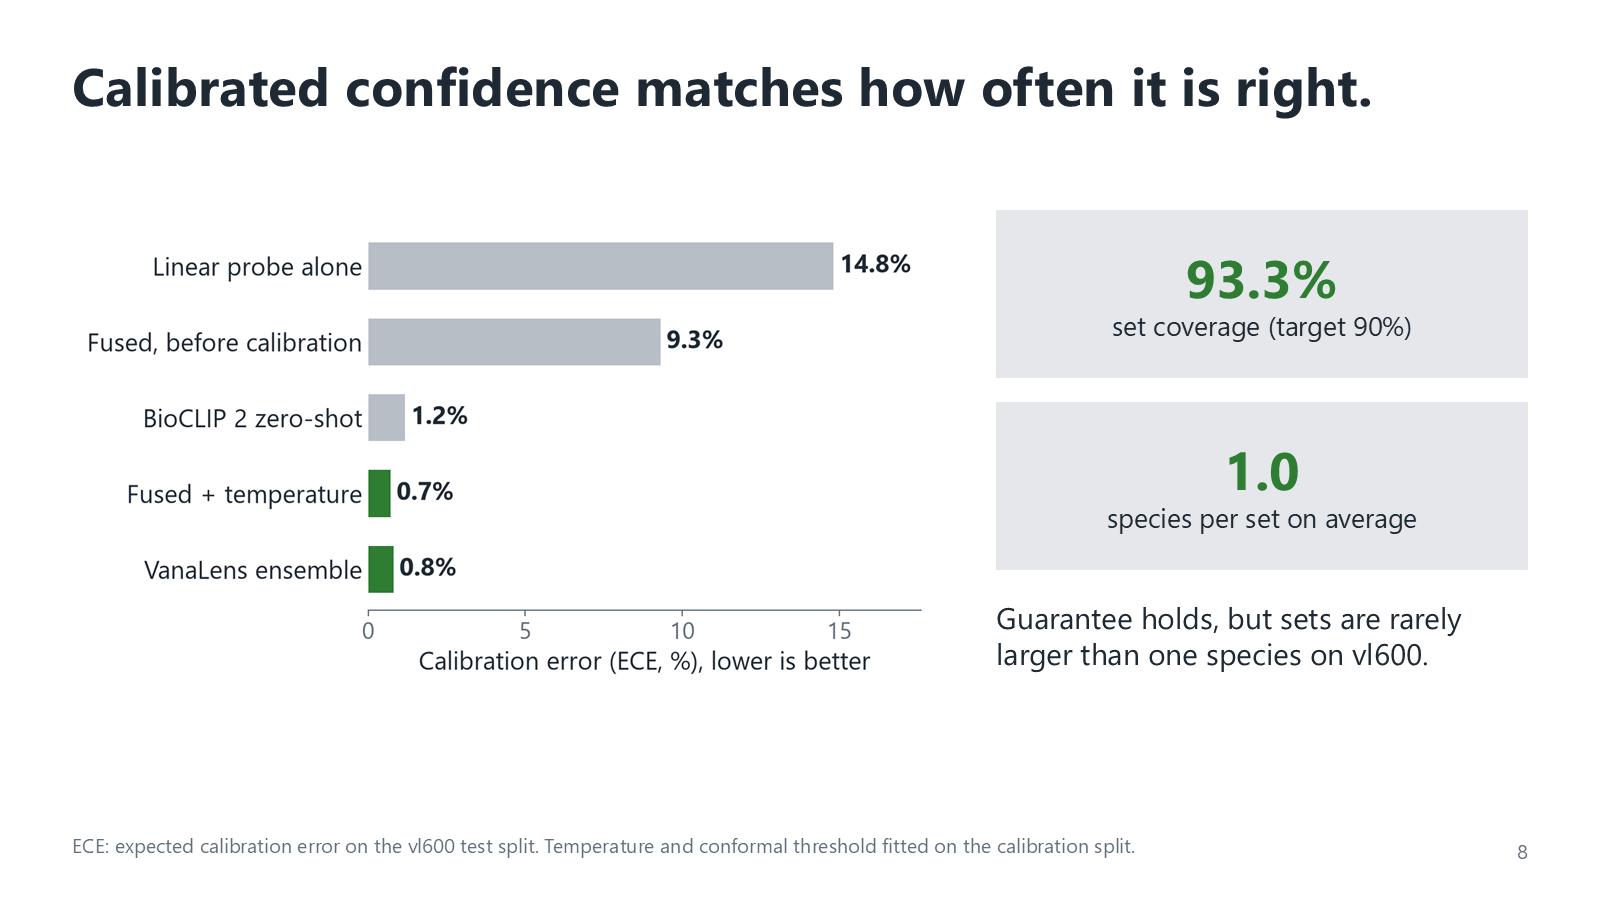 Calibrated confidence matches how often it is right.
Linear probe alone
14.8%
Fused, before calibration
9.3%
BioCLIP 2 zero-shot
1.2%
Fused + temperature
0.7%
VanaLens ensemble
0.8%
0 5 10 15
Calibration error (ECE, %), lower is better
93.3%
set coverage (target 90%)
1.0
species per set on average
Guarantee holds, but sets are rarely
larger than one species on vl600.
ECE: expected calibration error on the vl600 test split. Temperature and conformal threshold fitted on the calibration split.
8